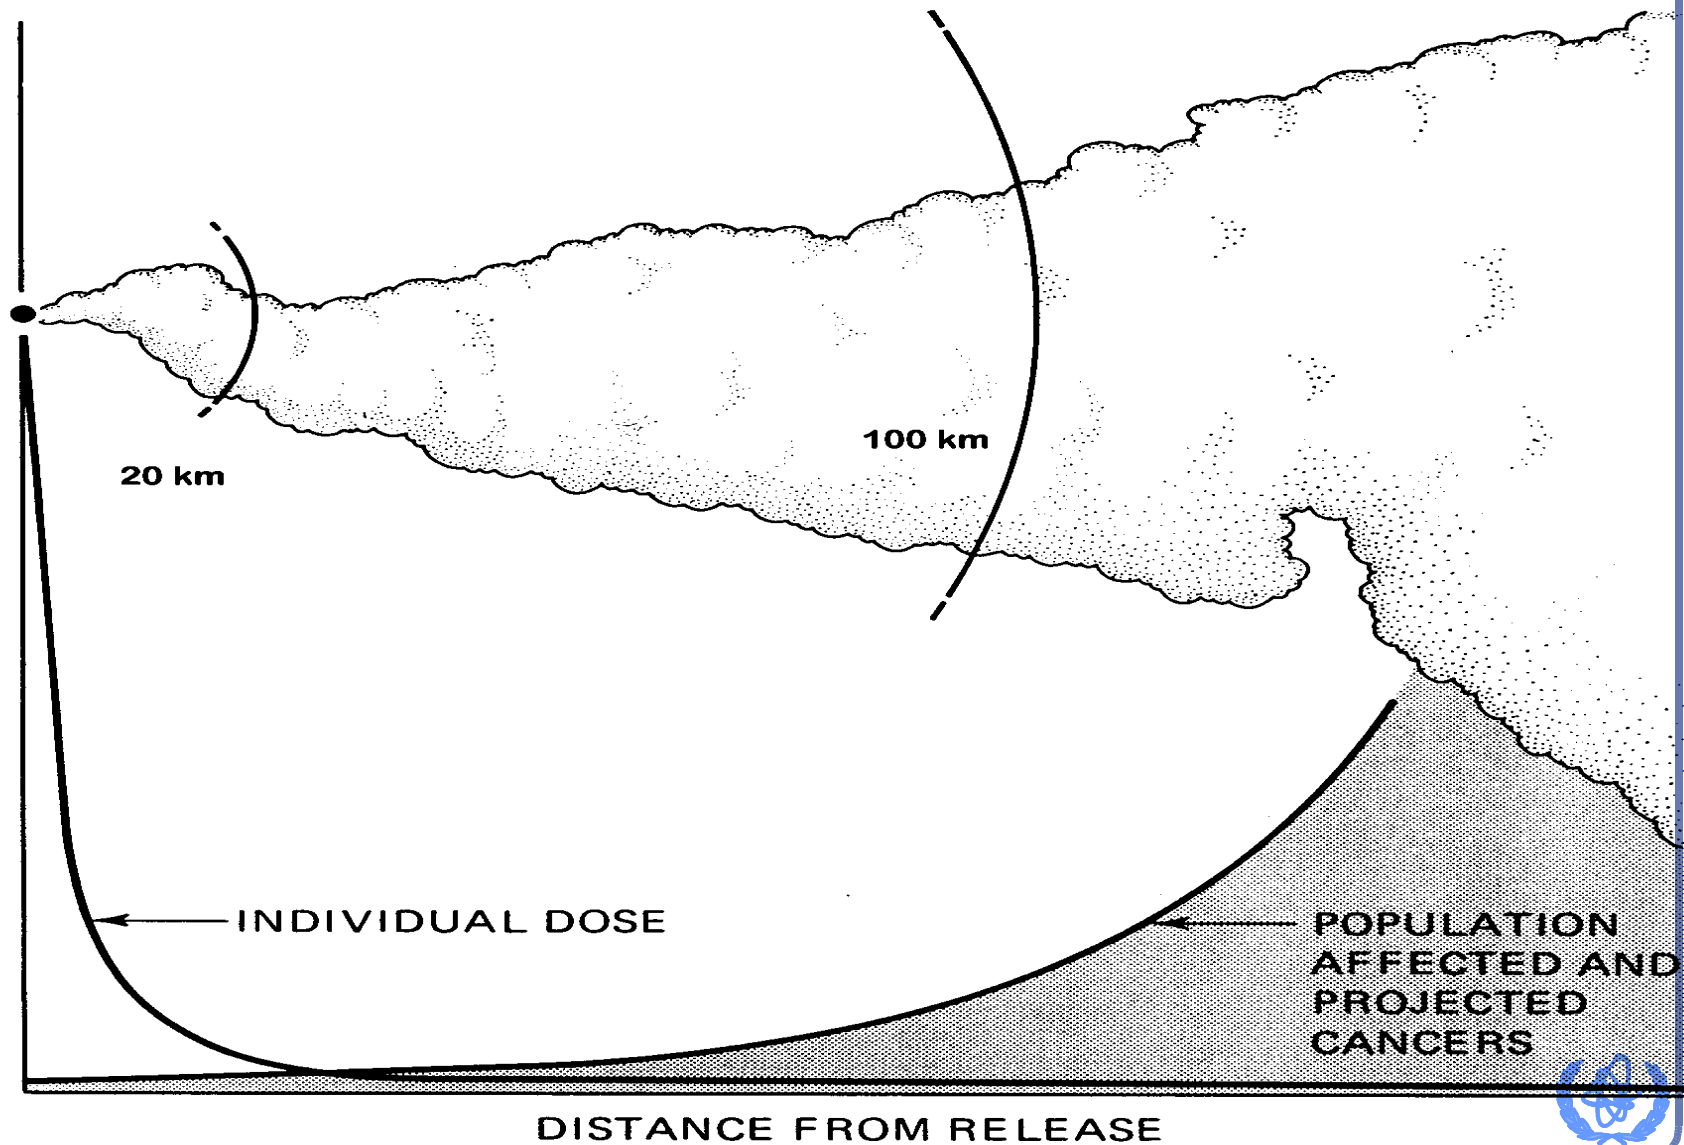 100 km
20 km
INDIVIDUAL DOSE
POPULATION
AFFECTED AND
PROJECTED
CANCERS
DISTANCE FROM RELEASE